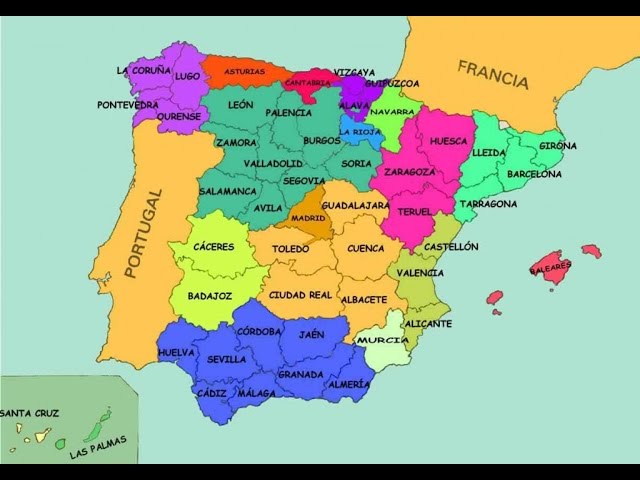 LA CORUÑA
LUGO
PONTEVEDRA
OURENSE
ASTURIAS
CANTABRIA
VIZCAYA
GUIPUZCOA
ALAVA
NAVARRA
LA RIOJA
FRANCIA
LEÓN
PALENCIA
BURGOS
ZAMORA
VALLADOLID
SORIA
SEGOVIA
SALAMANCA
AVILA
HUESCA
ZARAGOZA
TERUEL
LLEIDA
GIRONA
BARCELONA
TARRAGONA
MADRID
GUADALAJARA
PORTUGAL
CÁCERES
BADAJOZ
TOLEDO
CUENCA
CIUDAD REAL
ALBACETE
CASTELLÓN
VALENCIA
ALICANTE
BALEARES
MURCIA
HUELVA
SEVILLA
CÓRDOBA
JAÉN
GRANADA
CÁDIZ
MÁLAGA
ALMERÍA
SANTA CRUZ
LAS PALMAS